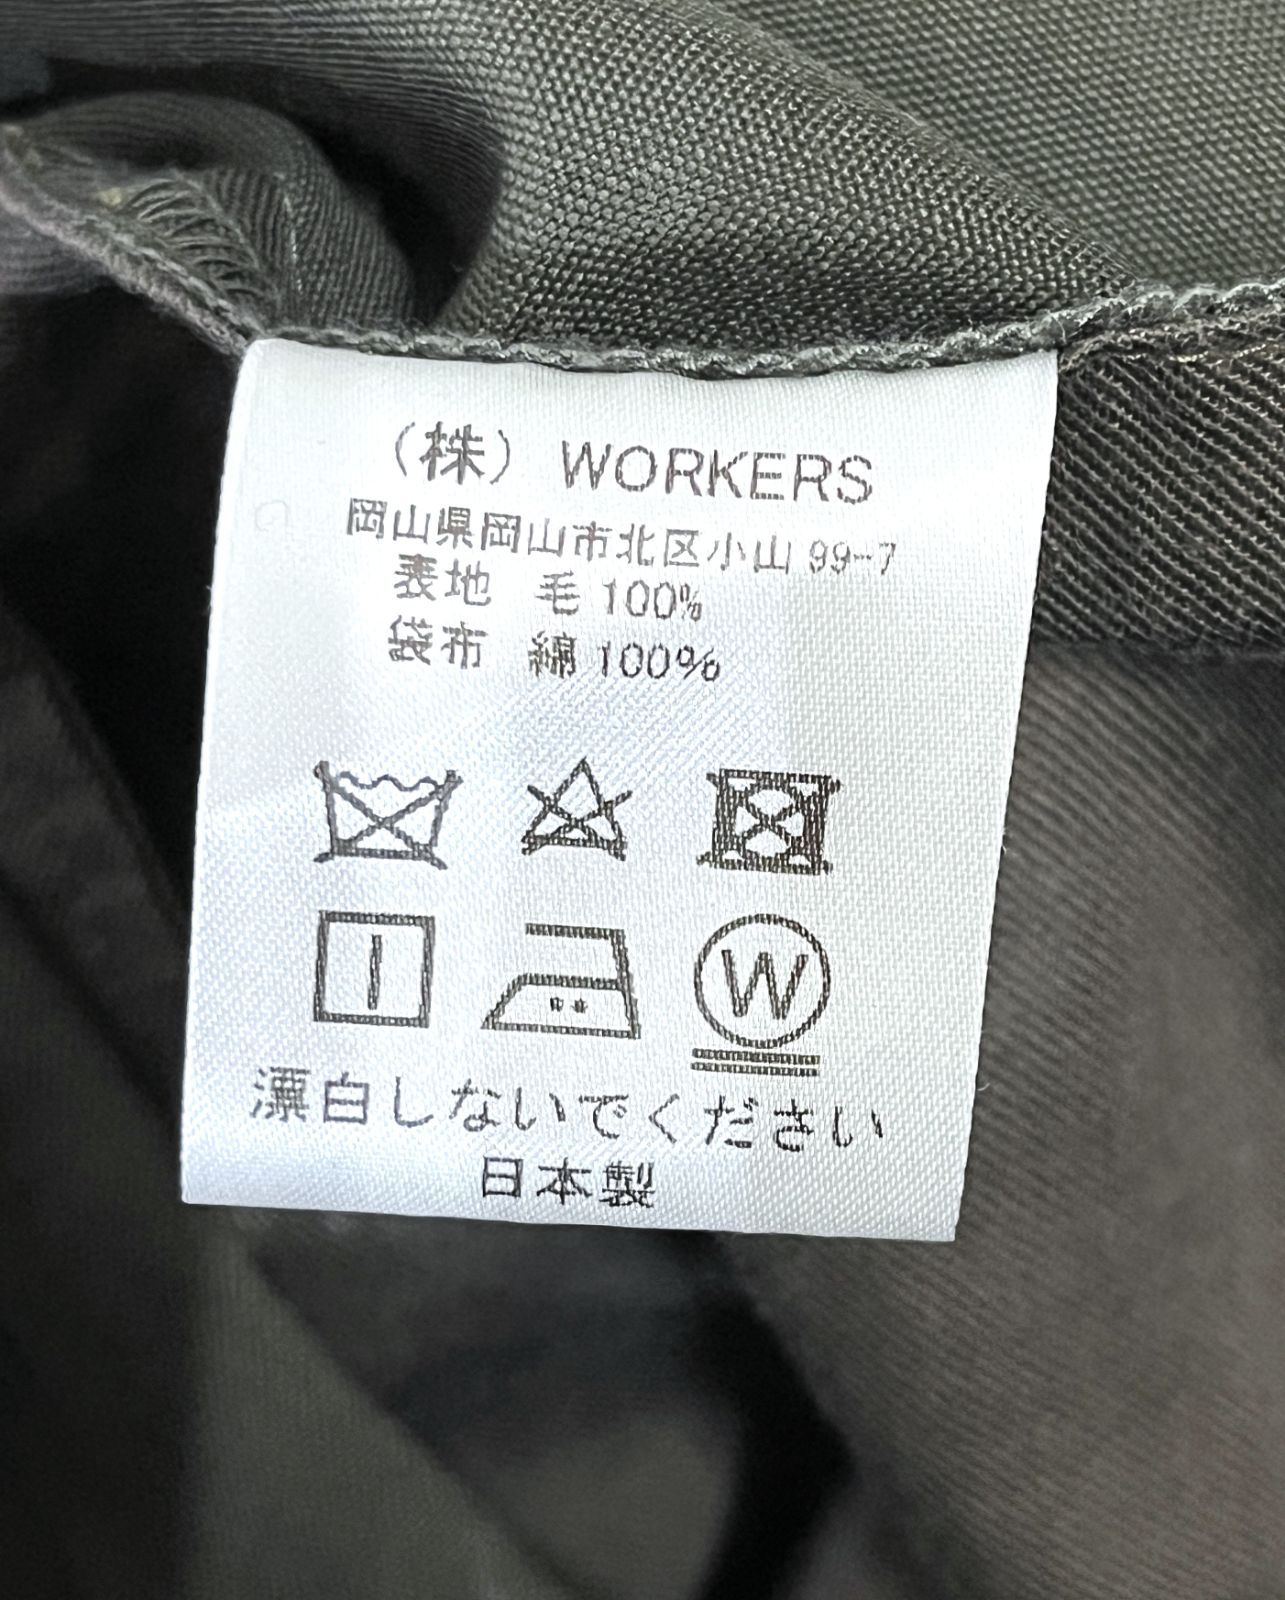 （株） WORKERS
岡山県岡山市北区小山 99-7
表地 毛 100%
袋布 綿 100%
W
漂白しないでください
日本製